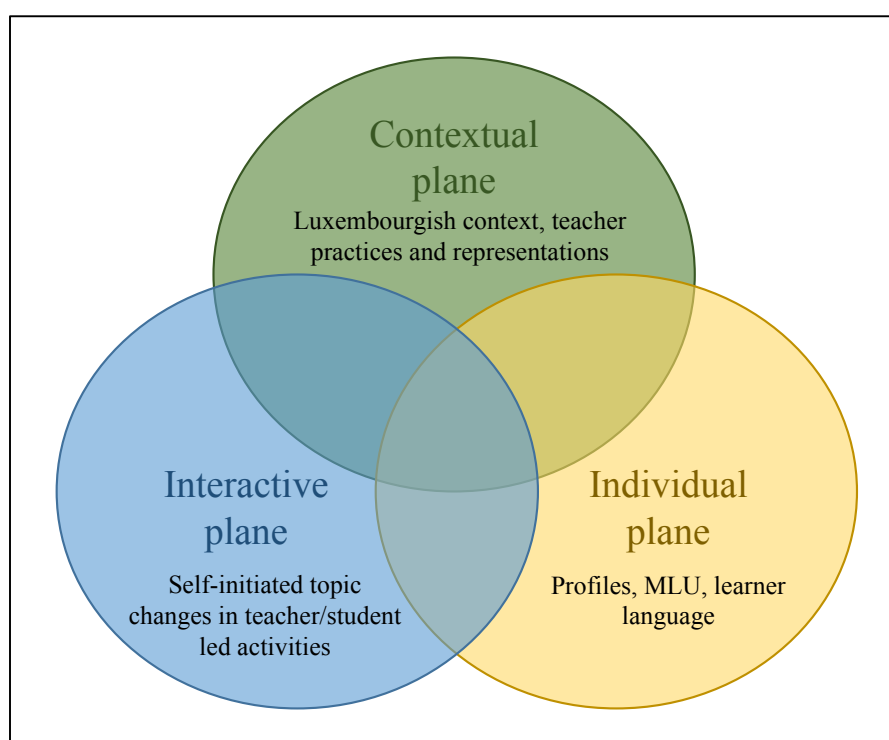 Contextual
plane
Luxembourgish context, teacher
practices and representations
Interactive
plane
Self-initiated topic
changes in teacher/student
led activities
Individual
plane
Profiles, MLU, learner
language